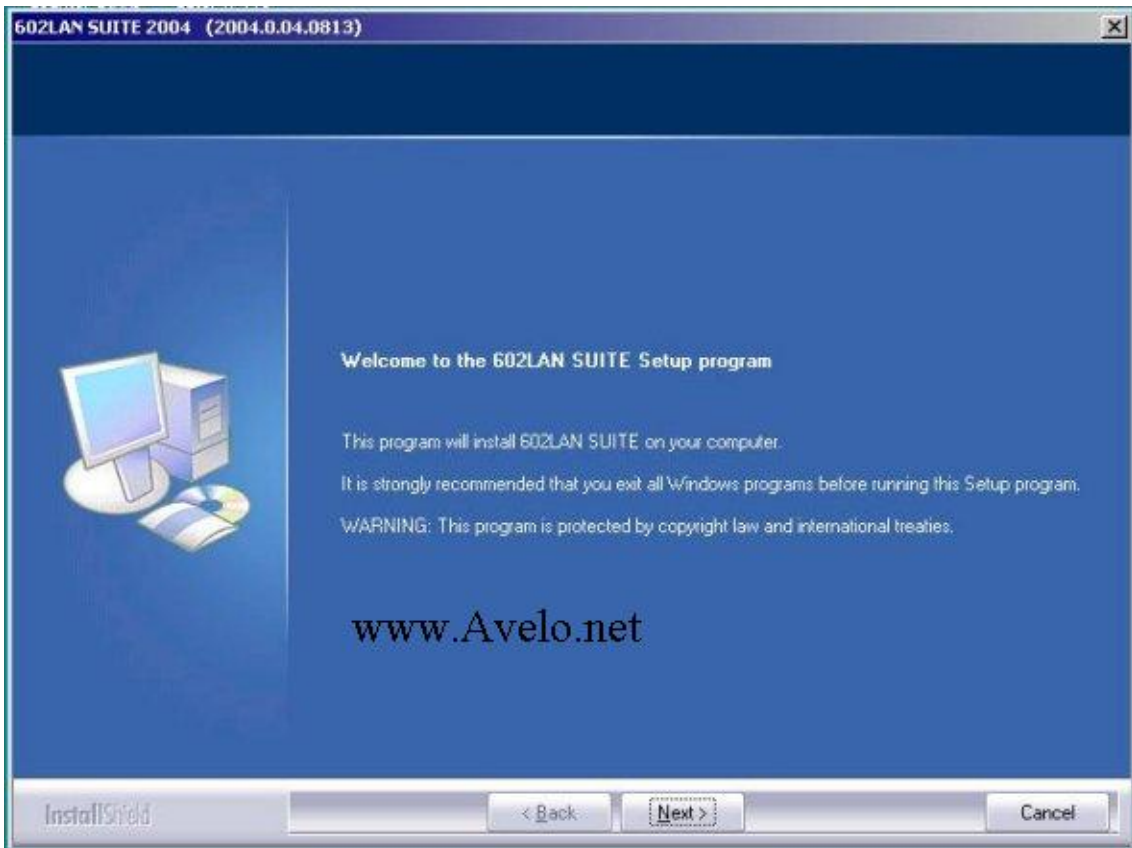 602LAN SUITE 2004 (2004.0.04.0813)
Welcome to the 602LAN SUITE Setup program
This program will install 602LAN SUITE on your computer.
It is strongly recommended that you exit all Windows programs before running this Setup program.
WARNING: This program is protected by copyright law and international treaties.
www.Avelo.net
InstallShield
< Back
Next >
Cancel